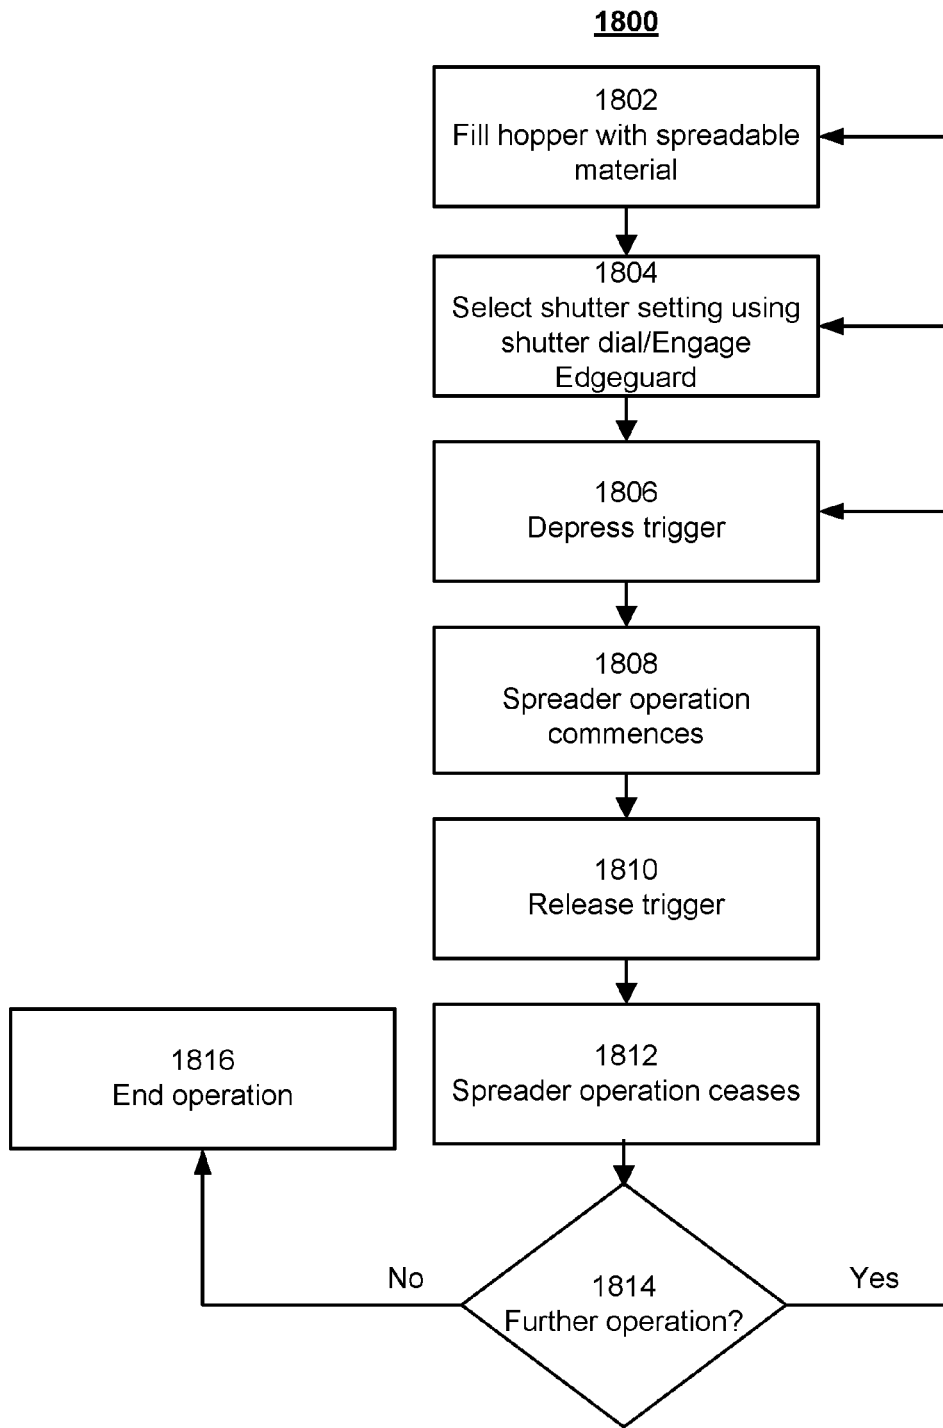 1800
1802
Fill hopper with spreadable
material
1804
Select shutter setting using
shutter dial/Engage
Edgeguard
1806
Depress trigger
1808
Spreader operation
commences
1810
Release trigger
1812
Spreader operation ceases
1816
End operation
1814
Further operation?
No
Yes